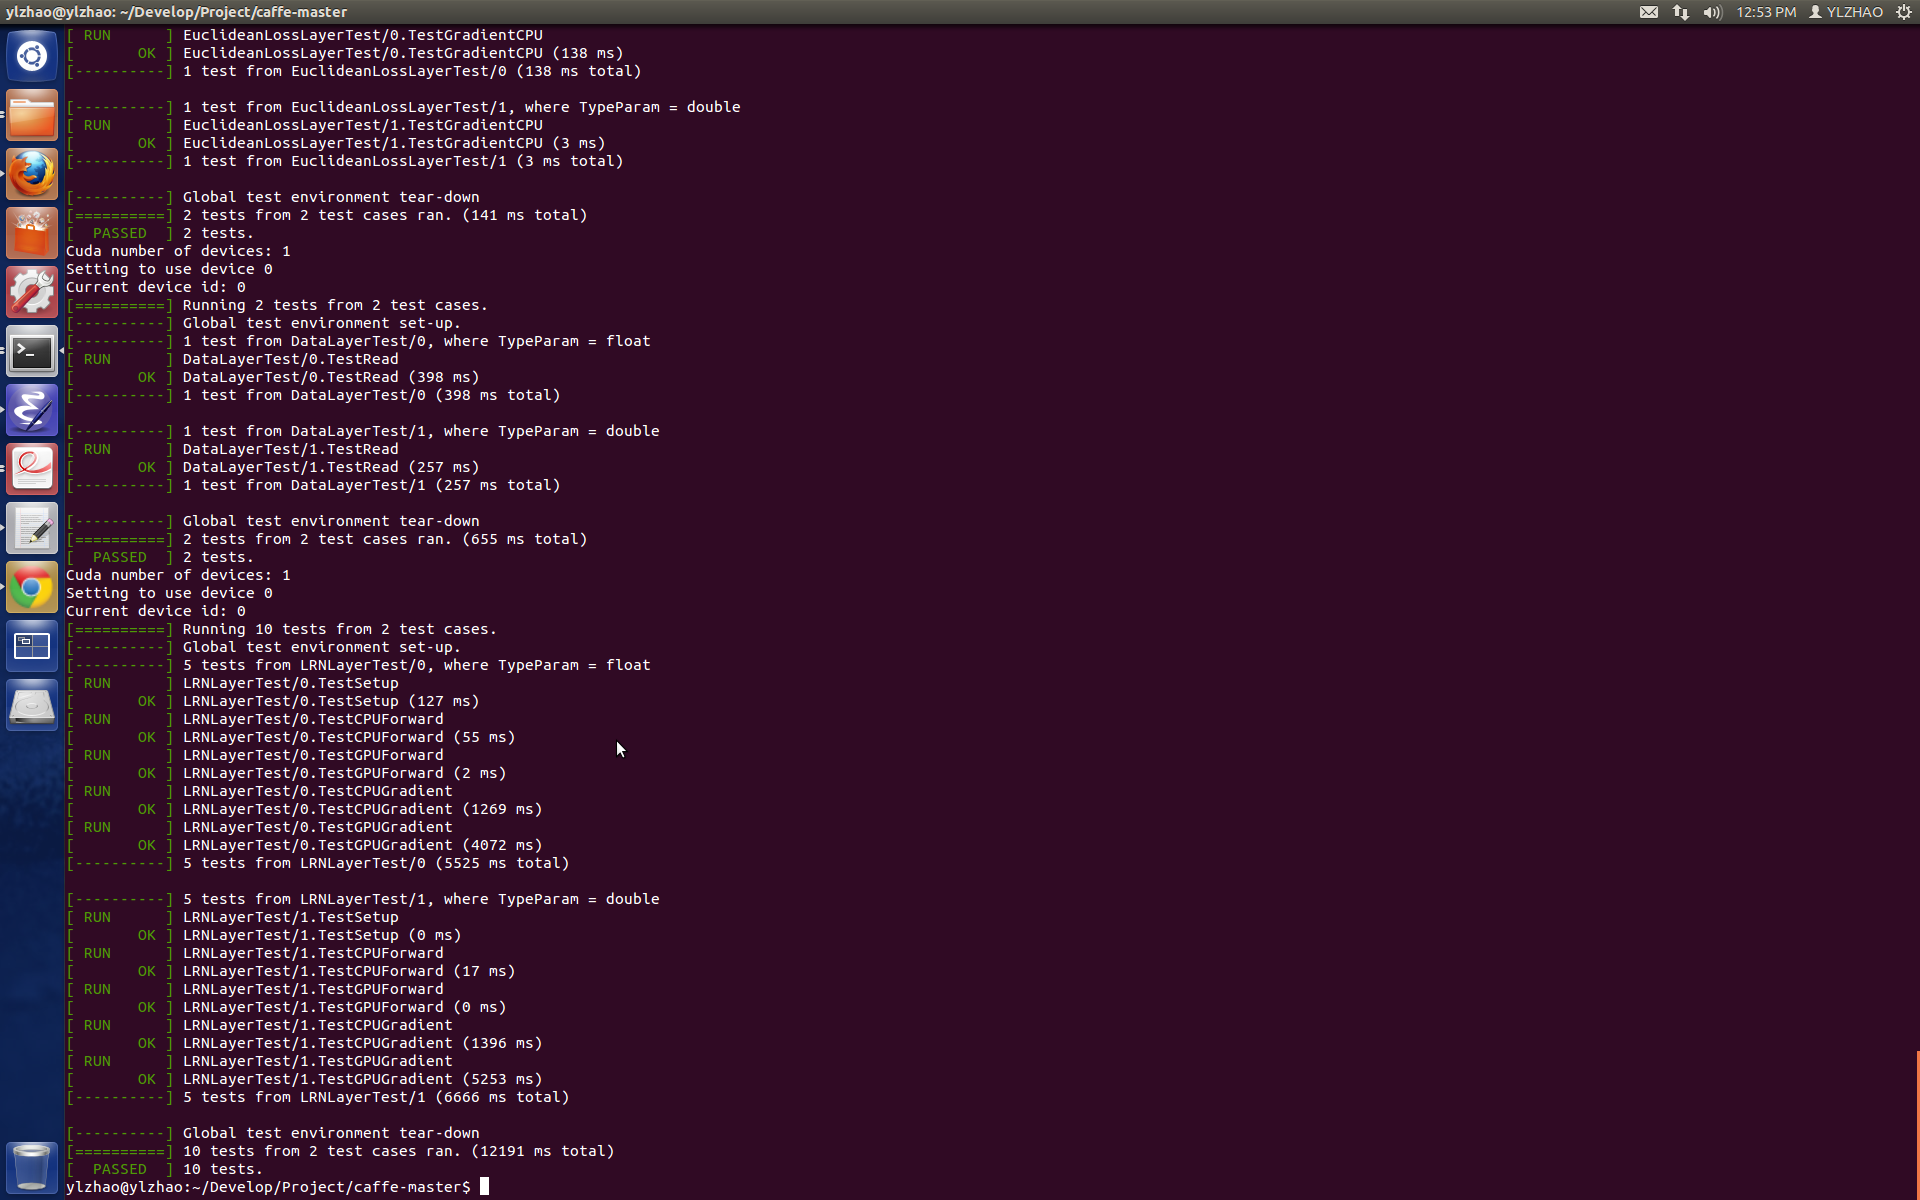 ylzhao@ylzhao: ~/Develop/Project/caffe-master 12:53 PM YLZHAO
[ RUN      ] EuclideanLossLayerTest/0.TestGradientCPU
[       OK ] EuclideanLossLayerTest/0.TestGradientCPU (138 ms)
[----------] 1 test from EuclideanLossLayerTest/0 (138 ms total)

[----------] 1 test from EuclideanLossLayerTest/1, where TypeParam = double
[ RUN      ] EuclideanLossLayerTest/1.TestGradientCPU
[       OK ] EuclideanLossLayerTest/1.TestGradientCPU (3 ms)
[----------] 1 test from EuclideanLossLayerTest/1 (3 ms total)

[----------] Global test environment tear-down
[==========] 2 tests from 2 test cases ran. (141 ms total)
[  PASSED  ] 2 tests.
Cuda number of devices: 1
Setting to use device 0
Current device id: 0
[==========] Running 2 tests from 2 test cases.
[----------] Global test environment set-up.
[----------] 1 test from DataLayerTest/0, where TypeParam = float
[ RUN      ] DataLayerTest/0.TestRead
[       OK ] DataLayerTest/0.TestRead (398 ms)
[----------] 1 test from DataLayerTest/0 (398 ms total)

[----------] 1 test from DataLayerTest/1, where TypeParam = double
[ RUN      ] DataLayerTest/1.TestRead
[       OK ] DataLayerTest/1.TestRead (257 ms)
[----------] 1 test from DataLayerTest/1 (257 ms total)

[----------] Global test environment tear-down
[==========] 2 tests from 2 test cases ran. (655 ms total)
[  PASSED  ] 2 tests.
Cuda number of devices: 1
Setting to use device 0
Current device id: 0
[==========] Running 10 tests from 2 test cases.
[----------] Global test environment set-up.
[----------] 5 tests from LRNLayerTest/0, where TypeParam = float
[ RUN      ] LRNLayerTest/0.TestSetup
[       OK ] LRNLayerTest/0.TestSetup (127 ms)
[ RUN      ] LRNLayerTest/0.TestCPUForward
[       OK ] LRNLayerTest/0.TestCPUForward (55 ms)
[ RUN      ] LRNLayerTest/0.TestGPUForward
[       OK ] LRNLayerTest/0.TestGPUForward (2 ms)
[ RUN      ] LRNLayerTest/0.TestCPUGradient
[       OK ] LRNLayerTest/0.TestCPUGradient (1269 ms)
[ RUN      ] LRNLayerTest/0.TestGPUGradient
[       OK ] LRNLayerTest/0.TestGPUGradient (4072 ms)
[----------] 5 tests from LRNLayerTest/0 (5525 ms total)

[----------] 5 tests from LRNLayerTest/1, where TypeParam = double
[ RUN      ] LRNLayerTest/1.TestSetup
[       OK ] LRNLayerTest/1.TestSetup (0 ms)
[ RUN      ] LRNLayerTest/1.TestCPUForward
[       OK ] LRNLayerTest/1.TestCPUForward (17 ms)
[ RUN      ] LRNLayerTest/1.TestGPUForward
[       OK ] LRNLayerTest/1.TestGPUForward (0 ms)
[ RUN      ] LRNLayerTest/1.TestCPUGradient
[       OK ] LRNLayerTest/1.TestCPUGradient (1396 ms)
[ RUN      ] LRNLayerTest/1.TestGPUGradient
[       OK ] LRNLayerTest/1.TestGPUGradient (5253 ms)
[----------] 5 tests from LRNLayerTest/1 (6666 ms total)

[----------] Global test environment tear-down
[==========] 10 tests from 2 test cases ran. (12191 ms total)
[  PASSED  ] 10 tests.
ylzhao@ylzhao:~/Develop/Project/caffe-master$